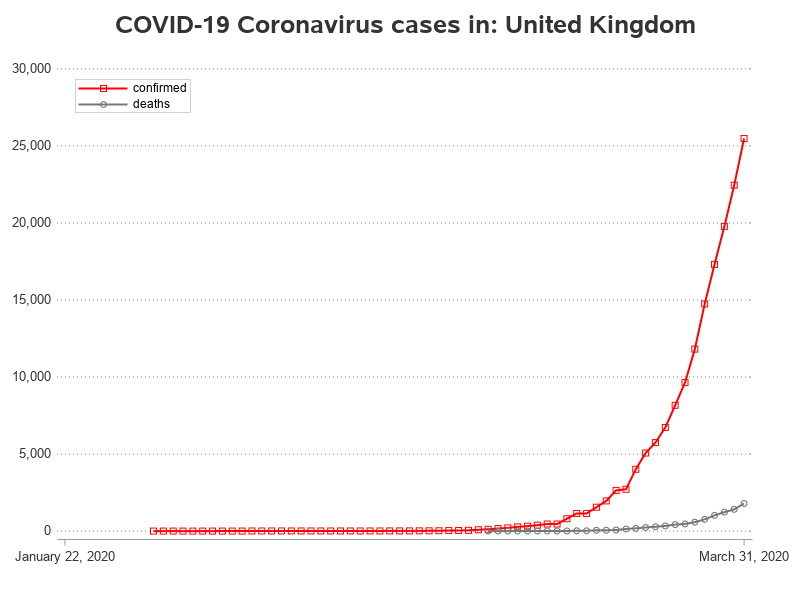 COVID-19 Coronavirus cases in: United Kingdom
30,000
confirmed
deaths
25,000
20,000
15,000
10,000
5,000
0
January 22, 2020
March 31, 2020